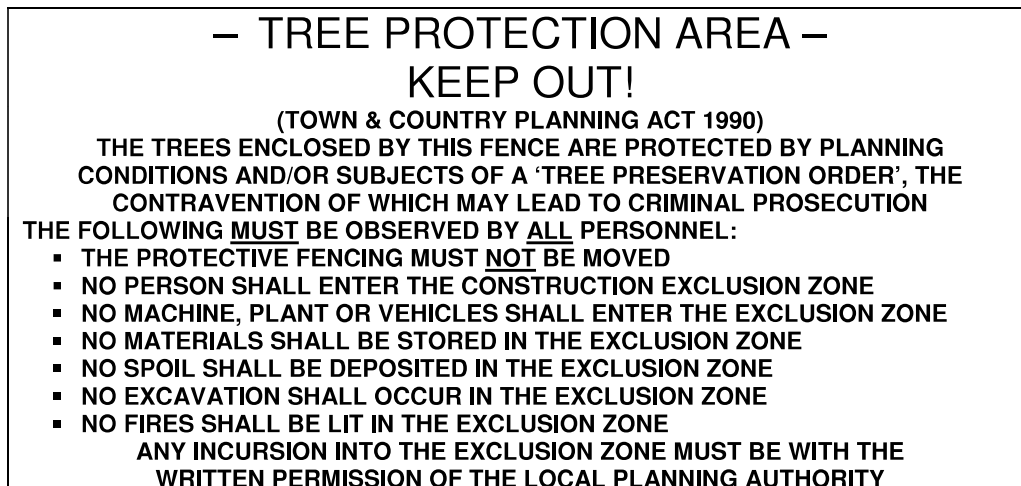 – TREE PROTECTION AREA –
KEEP OUT!
(TOWN & COUNTRY PLANNING ACT 1990)
THE TREES ENCLOSED BY THIS FENCE ARE PROTECTED BY PLANNING
CONDITIONS AND/OR SUBJECTS OF A ‘TREE PRESERVATION ORDER’, THE
CONTRAVENTION OF WHICH MAY LEAD TO CRIMINAL PROSECUTION
THE FOLLOWING MUST BE OBSERVED BY ALL PERSONNEL:
▪ THE PROTECTIVE FENCING MUST NOT BE MOVED
▪ NO PERSON SHALL ENTER THE CONSTRUCTION EXCLUSION ZONE
▪ NO MACHINE, PLANT OR VEHICLES SHALL ENTER THE EXCLUSION ZONE
▪ NO MATERIALS SHALL BE STORED IN THE EXCLUSION ZONE
▪ NO SPOIL SHALL BE DEPOSITED IN THE EXCLUSION ZONE
▪ NO EXCAVATION SHALL OCCUR IN THE EXCLUSION ZONE
▪ NO FIRES SHALL BE LIT IN THE EXCLUSION ZONE
ANY INCURSION INTO THE EXCLUSION ZONE MUST BE WITH THE
WRITTEN PERMISSION OF THE LOCAL PLANNING AUTHORITY